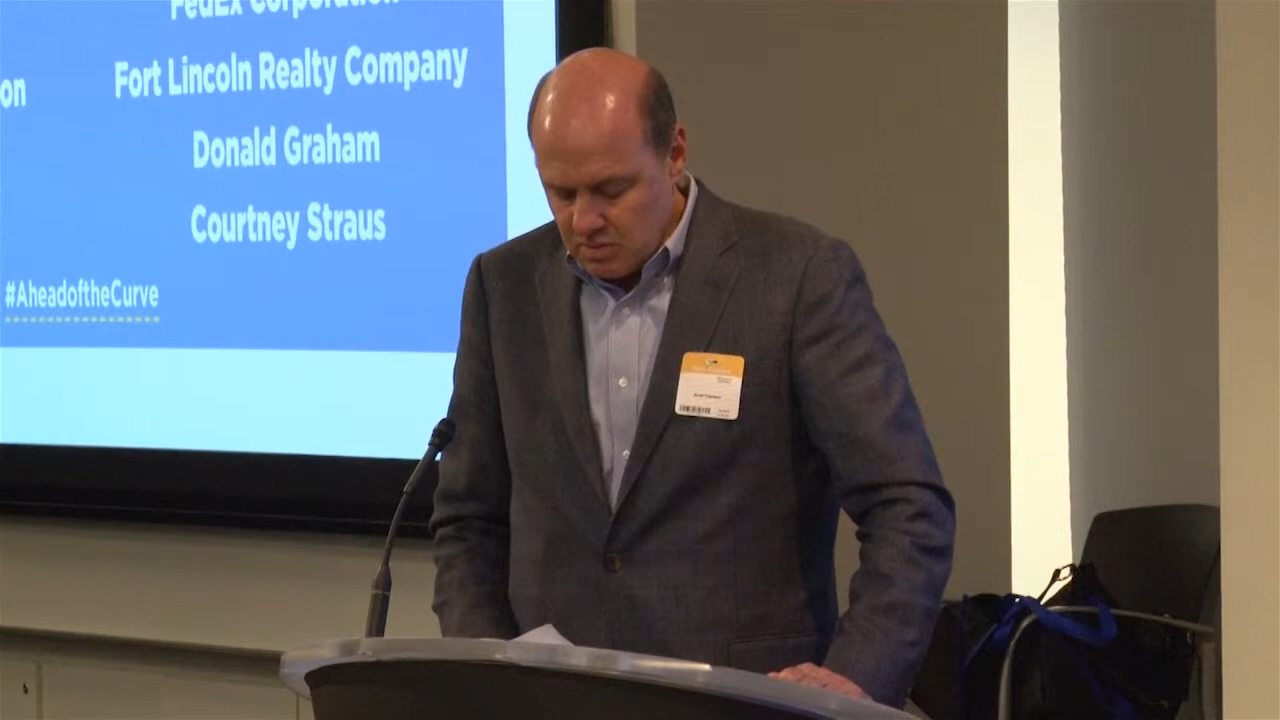 FedEx Corporation
on
Fort Lincoln Realty Company
Donald Graham
Courtney Straus
#AheadoftheCurve